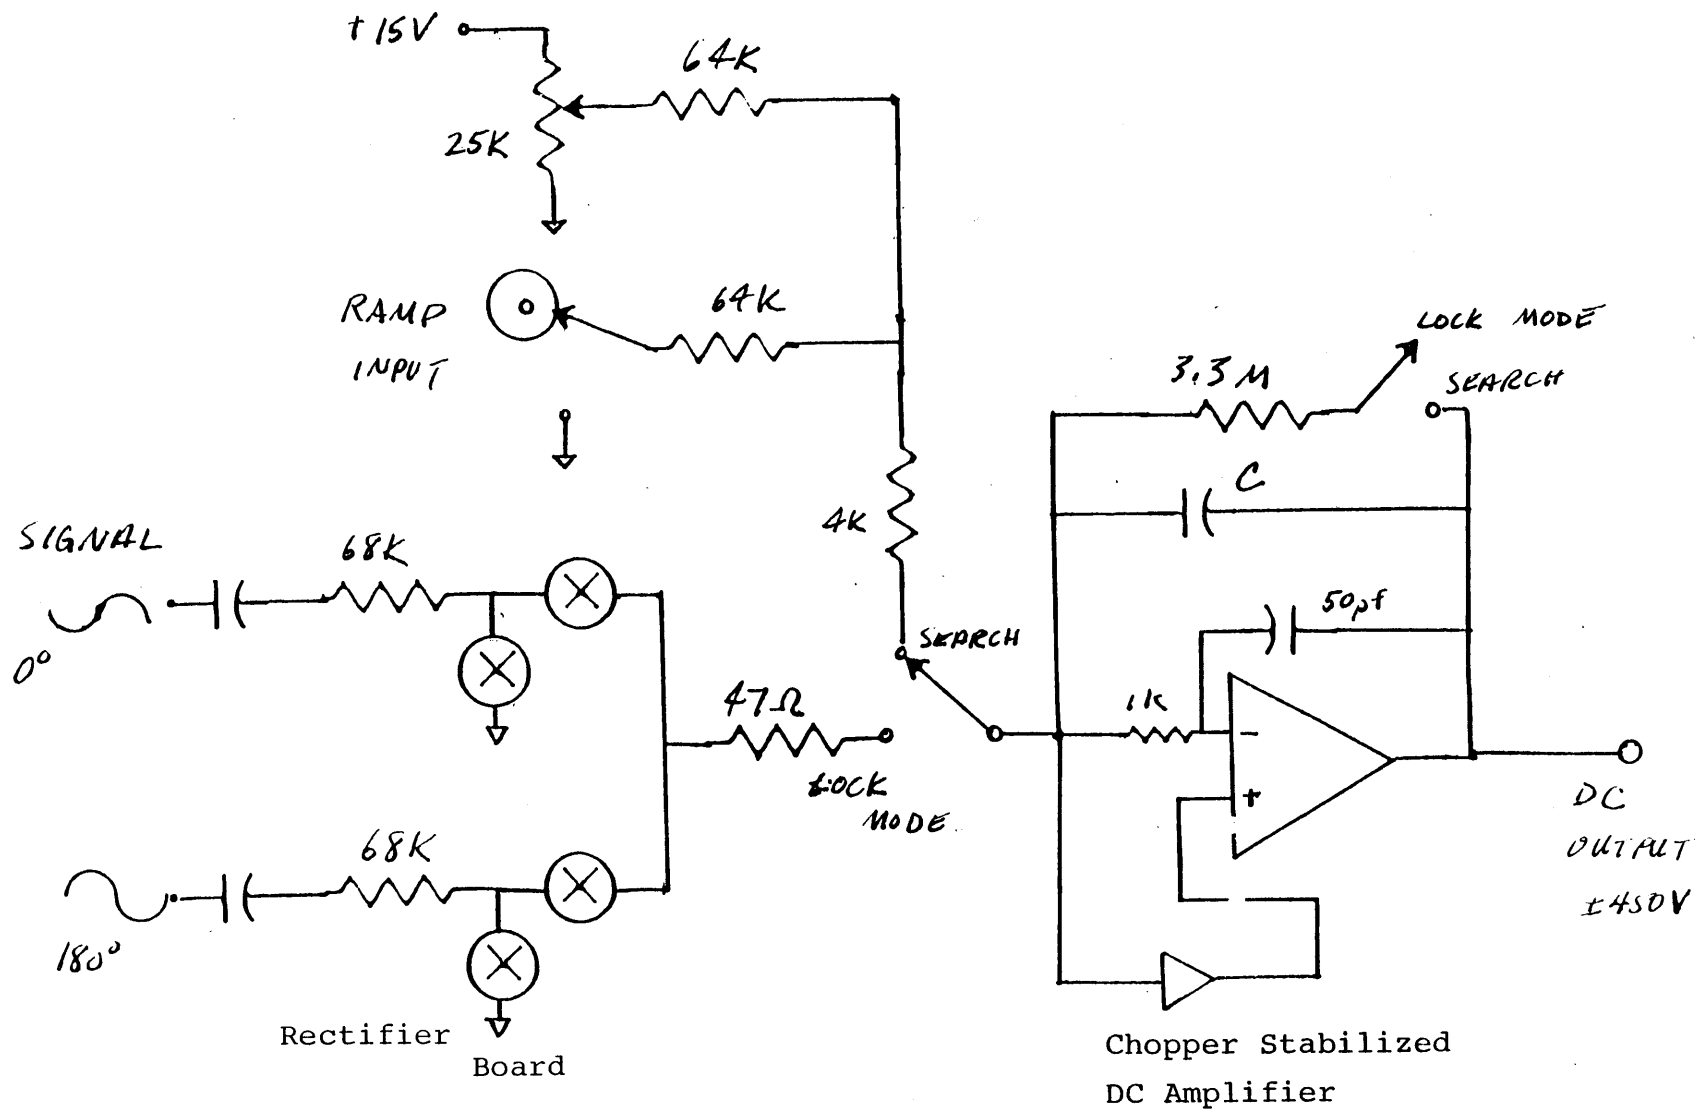 +15V
64K
25K
RAMP
INPUT
64K
LOCK MODE
3.3M
SEARCH
C
4K
SIGNAL
68K
0°
50pf
SEARCH
47Ω
1K
LOCK
MODE
-
+
DC
OUTPUT
±450V
68K
180°
Rectifier
Board
Chopper Stabilized
DC Amplifier